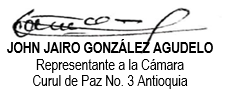 JOHN JAIRO GONZÁLEZ AGUDELO
Representante a la Cámara
Curul de Paz No. 3 Antioquia